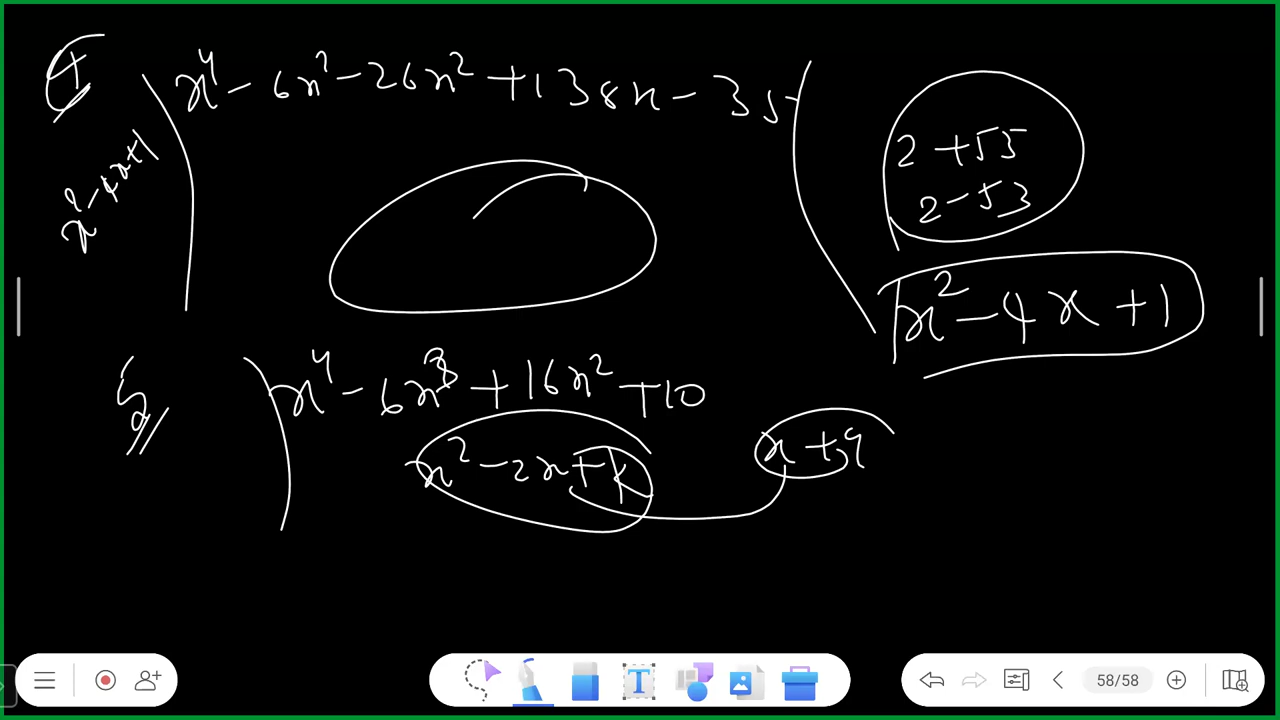 4
x⁴ - 6x³ - 26x² + 138x - 35
x² - 4x + 1
2 + √3
2 - √3
x² - 4x + 1
5
x⁴ - 6x³ + 16x² + 10
x² - 2x + k
x + 9
T
58/58